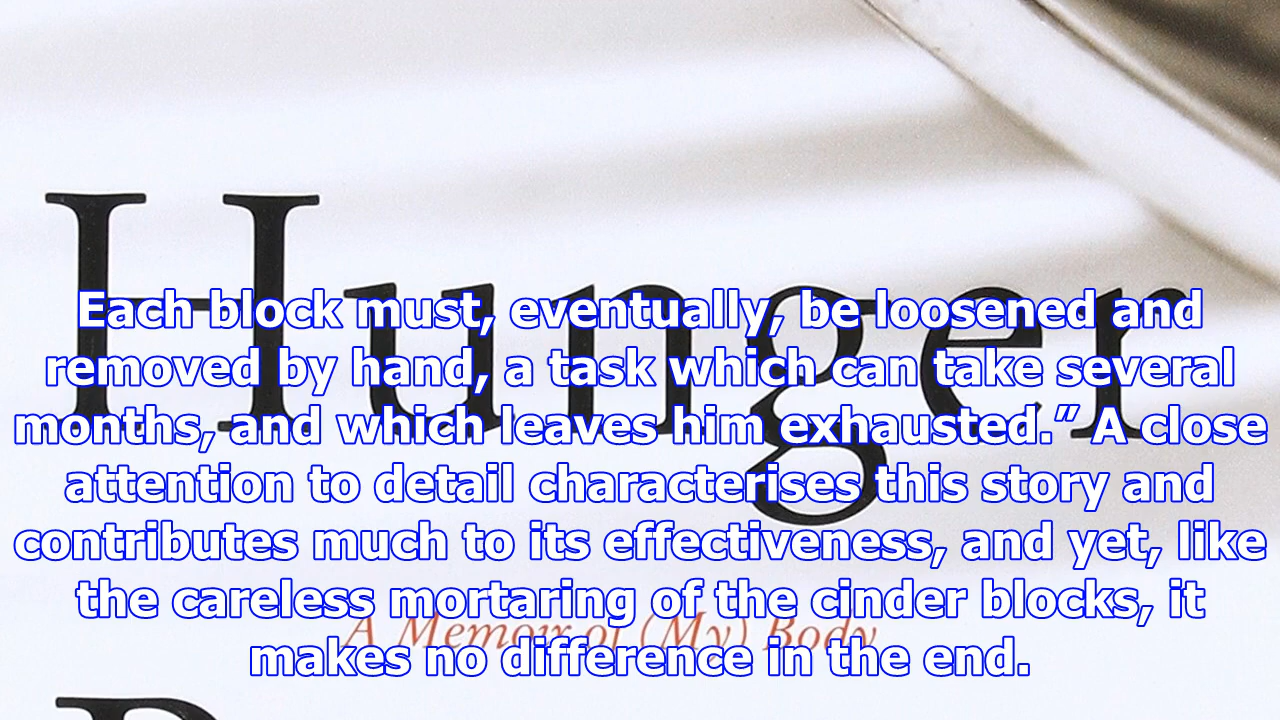 Hunger
Each block must, eventually, be loosened and
removed by hand, a task which can take several
months, and which leaves him exhausted.” A close
attention to detail characterises this story and
contributes much to its effectiveness, and yet, like
the careless mortaring of the cinder blocks, it
A Memoir of (My) Body
makes no difference in the end.